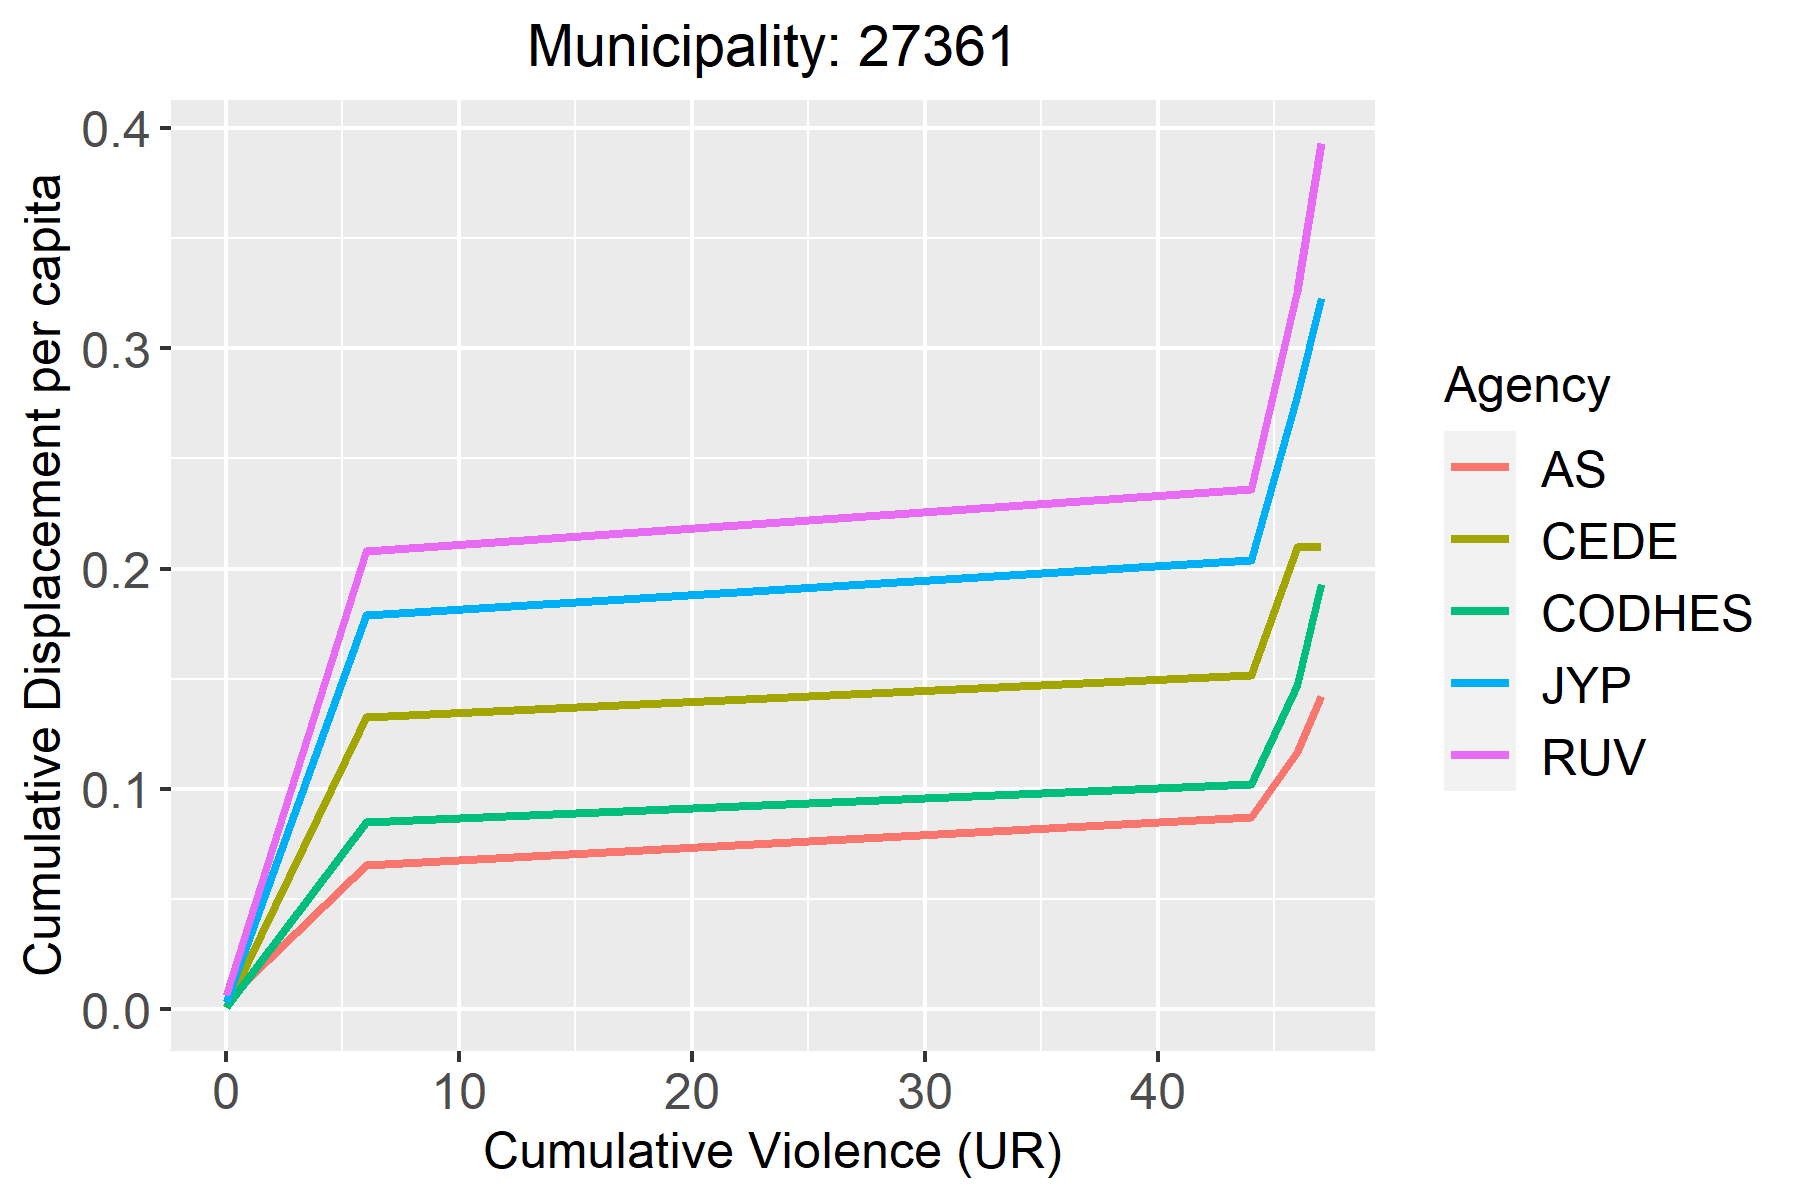 Municipality: 27361
Cumulative Displacement per capita
0.4
0.3
0.2
0.1
0.0
0 10 20 30 40
Cumulative Violence (UR)
Agency
AS
CEDE
CODHES
JYP
RUV